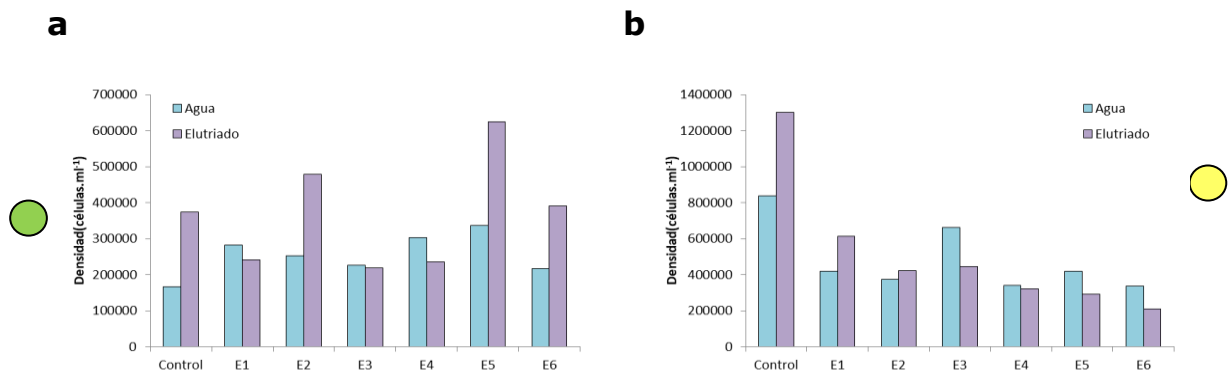 a
700000
600000
500000
400000
300000
200000
100000
0
Densidad(células.ml-1)
Agua
Elutriado
Control E1 E2 E3 E4 E5 E6
b
1400000
1200000
1000000
800000
600000
400000
200000
0
Densidad(células.ml-1)
Agua
Elutriado
Control E1 E2 E3 E4 E5 E6